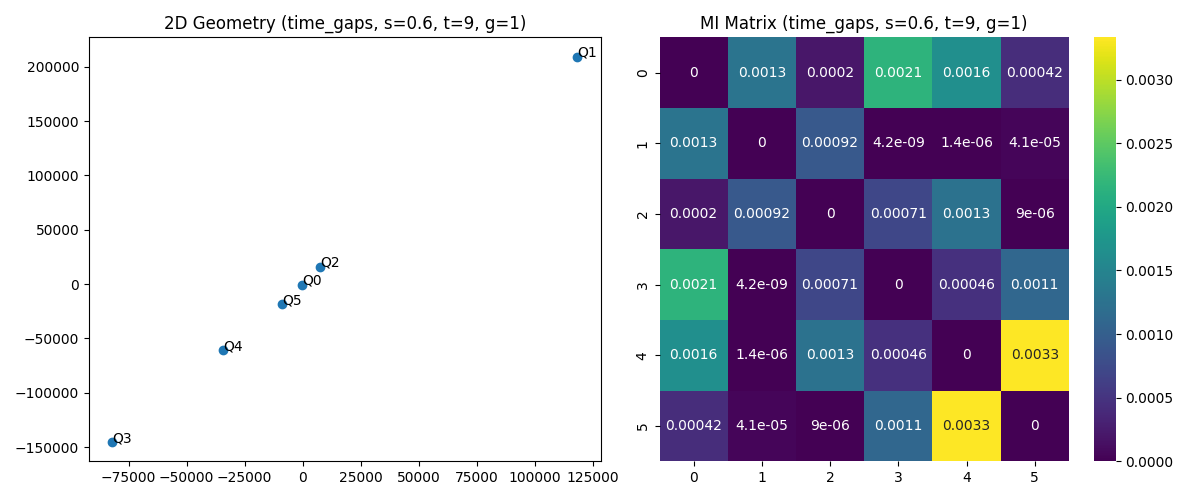 2D Geometry (time_gaps, s=0.6, t=9, g=1)
200000
150000
100000
50000
0
−50000
−100000
−150000
−75000 −50000 −25000 0 25000 50000 75000 100000 125000
Q1
Q2
Q0
Q5
Q4
Q3
MI Matrix (time_gaps, s=0.6, t=9, g=1)
0 0 0.0013 0.0002 0.0021 0.0016 0.00042
1 0.0013 0 0.00092 4.2e-09 1.4e-06 4.1e-05
2 0.0002 0.00092 0 0.00071 0.0013 9e-06
3 0.0021 4.2e-09 0.00071 0 0.00046 0.0011
4 0.0016 1.4e-06 0.0013 0.00046 0 0.0033
5 0.00042 4.1e-05 9e-06 0.0011 0.0033 0
0 1 2 3 4 5
0.0030
0.0025
0.0020
0.0015
0.0010
0.0005
0.0000